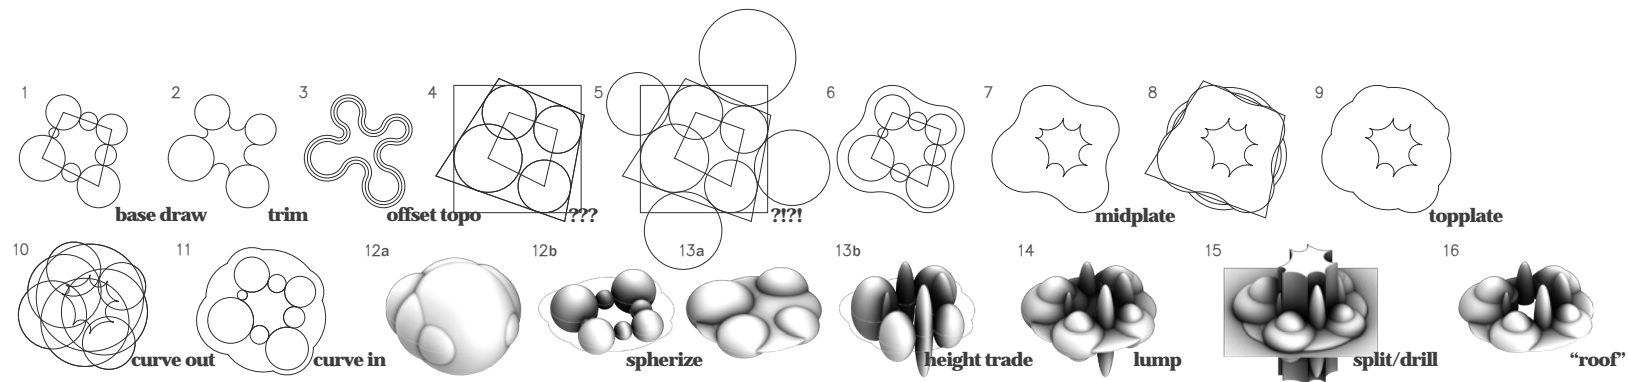 1 2 3 4 5 6 7 8 9
base draw trim offset topo ??? ?!?! midplate topplate
10 11 12a 12b 13a 13b 14 15 16
curve out curve in spherize height trade lump split/drill “roof”